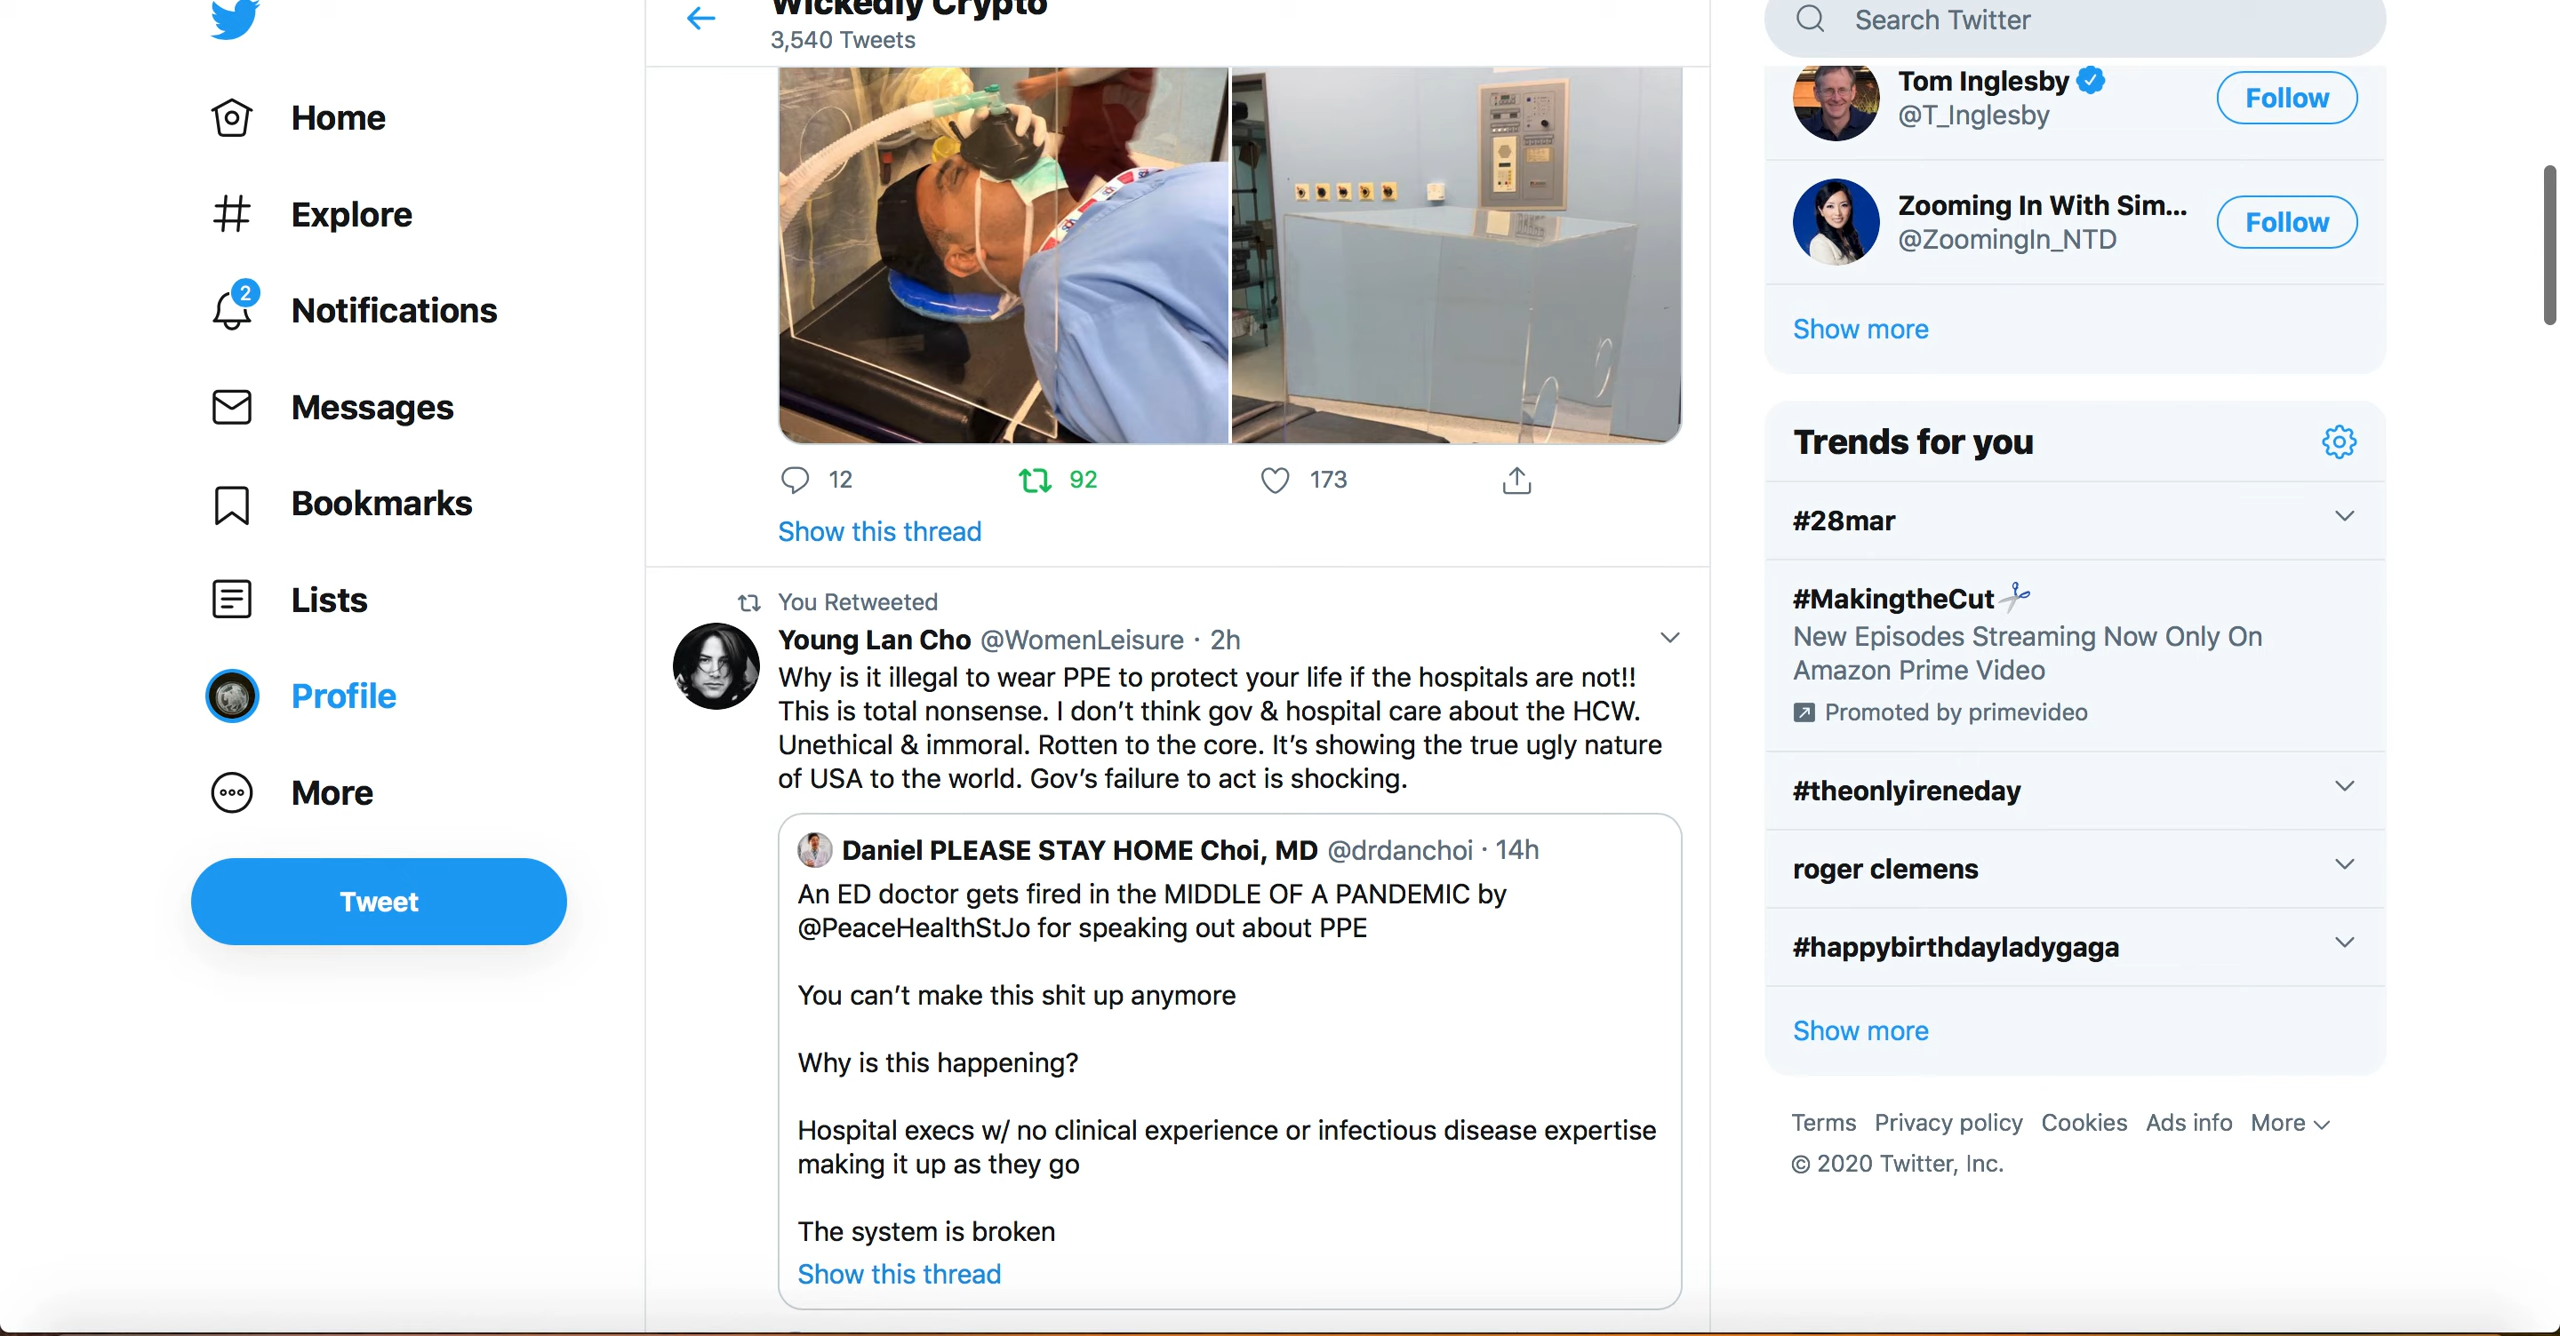 Home
Explore
2
Notifications
Messages
Bookmarks
Lists
Profile
More
Tweet
Wickedly Crypto
3,540 Tweets
12
92
173
Show this thread
You Retweeted
Young Lan Cho @WomenLeisure · 2h
Why is it illegal to wear PPE to protect your life if the hospitals are not!!
This is total nonsense. I don’t think gov & hospital care about the HCW.
Unethical & immoral. Rotten to the core. It’s showing the true ugly nature
of USA to the world. Gov’s failure to act is shocking.
Daniel PLEASE STAY HOME Choi, MD @drdanchoi · 14h
An ED doctor gets fired in the MIDDLE OF A PANDEMIC by
@PeaceHealthStJo for speaking out about PPE
You can’t make this shit up anymore
Why is this happening?
Hospital execs w/ no clinical experience or infectious disease expertise
making it up as they go
The system is broken
Show this thread
Search Twitter
Tom Inglesby
@T_Inglesby
Follow
Zooming In With Sim...
@ZoomingIn_NTD
Follow
Show more
Trends for you
#28mar
#MakingtheCut
New Episodes Streaming Now Only On
Amazon Prime Video
Promoted by primevideo
#theonlyireneday
roger clemens
#happybirthdayladygaga
Show more
Terms Privacy policy Cookies Ads info More
© 2020 Twitter, Inc.